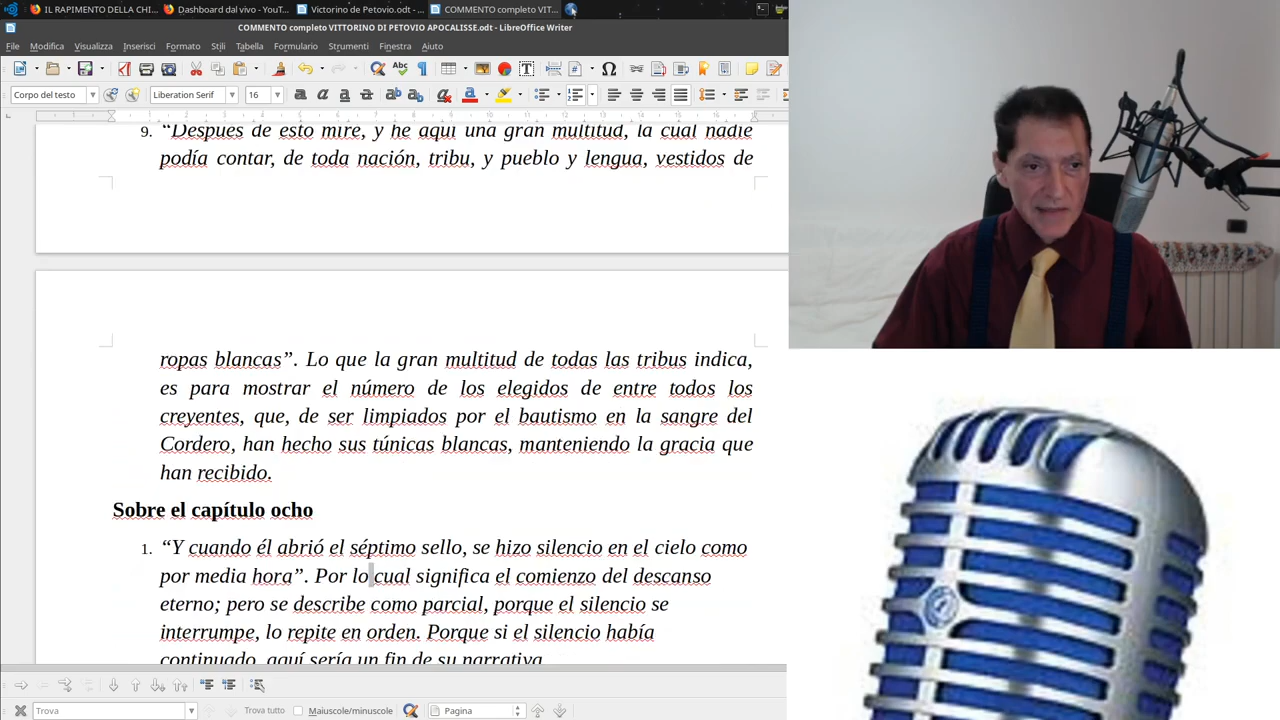 IL RAPIMENTO DELLA CHI...
Dashboard dal vivo - YouT...
Victorino de Petovio.odt - ...
COMMENTO completo VIT...
COMMENTO completo VITTORINO DI PETOVIO APOCALISSE.odt - LibreOffice Writer
File Modifica Visualizza Inserisci Formato Stili Tabella Formulario Strumenti Finestra Aiuto
Corpo del testo Liberation Serif 16
9. “Después de esto miré, y he aquí una gran multitud, la cual nadie
podía contar, de toda nación, tribu, y pueblo y lengua, vestidos de
ropas blancas”. Lo que la gran multitud de todas las tribus indica,
es para mostrar el número de los elegidos de entre todos los
creyentes, que, de ser limpiados por el bautismo en la sangre del
Cordero, han hecho sus túnicas blancas, manteniendo la gracia que
han recibido.
Sobre el capítulo ocho
1. “Y cuando él abrió el séptimo sello, se hizo silencio en el cielo como
por media hora”. Por lo cual significa el comienzo del descanso
eterno; pero se describe como parcial, porque el silencio se
interrumpe, lo repite en orden. Porque si el silencio había
continuado, aquí sería un fin de su narrativa.
Trova Trova tutto Maiuscole/minuscole Pagina